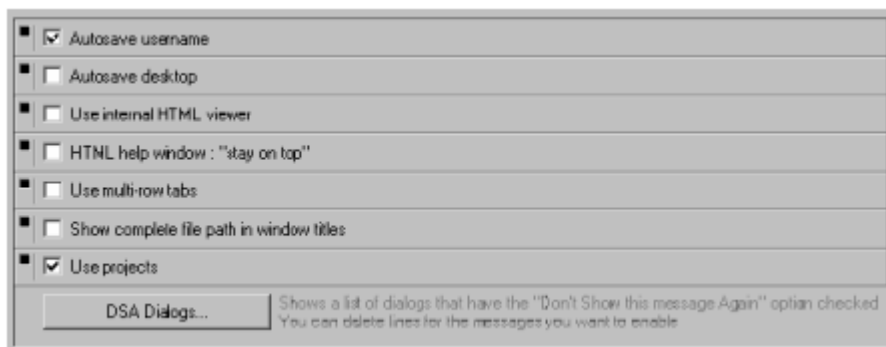 Autosave username
Autosave desktop
Use internal HTML viewer
HTNL help window : "stay on top"
Use multi-row tabs
Show complete file path in window titles
Use projects
DSA Dialogs...
Shows a list of dialogs that have the "Don't Show this message Again" option checked
You can delete lines for the messages you want to enable